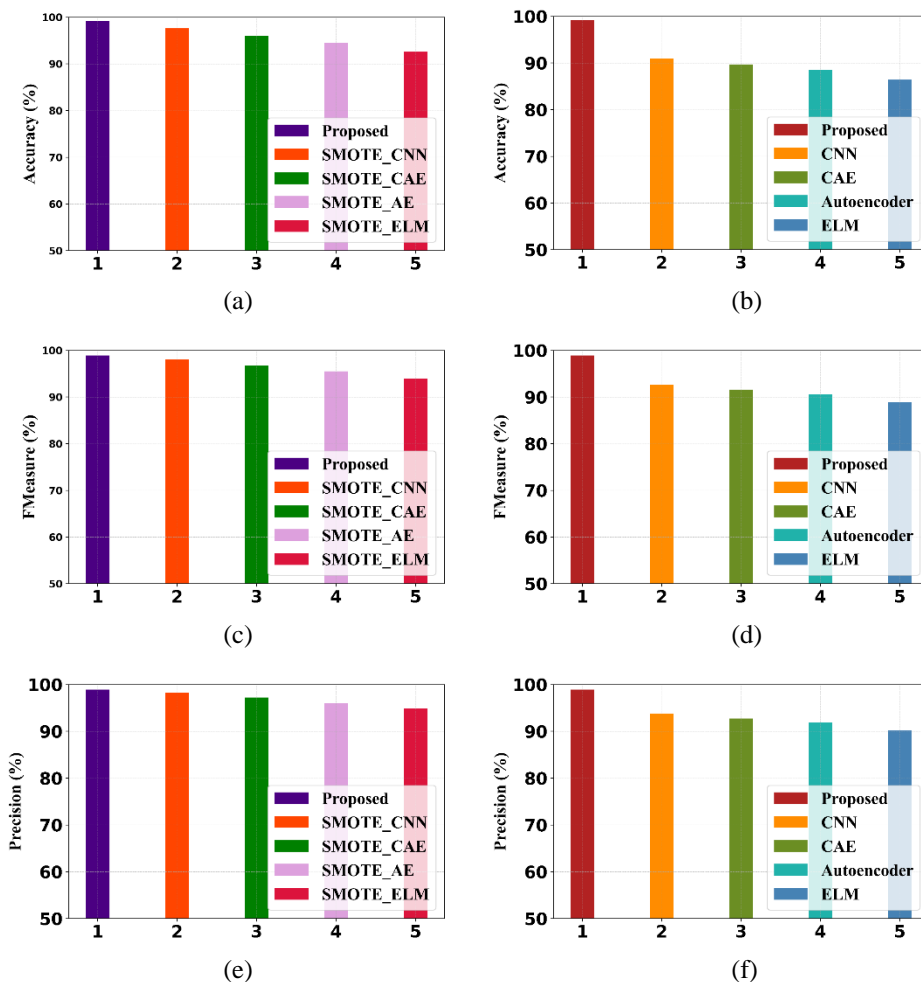 Accuracy (%)
100
90
80
70
60
50
Proposed
SMOTE_CNN
SMOTE_CAE
SMOTE_AE
SMOTE_ELM
1 2 3 4 5
(a)
Accuracy (%)
100
90
80
70
60
50
Proposed
CNN
CAE
Autoencoder
ELM
1 2 3 4 5
(b)
FMeasure (%)
100
90
80
70
60
50
Proposed
SMOTE_CNN
SMOTE_CAE
SMOTE_AE
SMOTE_ELM
1 2 3 4 5
(c)
FMeasure (%)
100
90
80
70
60
50
Proposed
CNN
CAE
Autoencoder
ELM
1 2 3 4 5
(d)
Precision (%)
100
90
80
70
60
50
Proposed
SMOTE_CNN
SMOTE_CAE
SMOTE_AE
SMOTE_ELM
1 2 3 4 5
(e)
Precision (%)
100
90
80
70
60
50
Proposed
CNN
CAE
Autoencoder
ELM
1 2 3 4 5
(f)